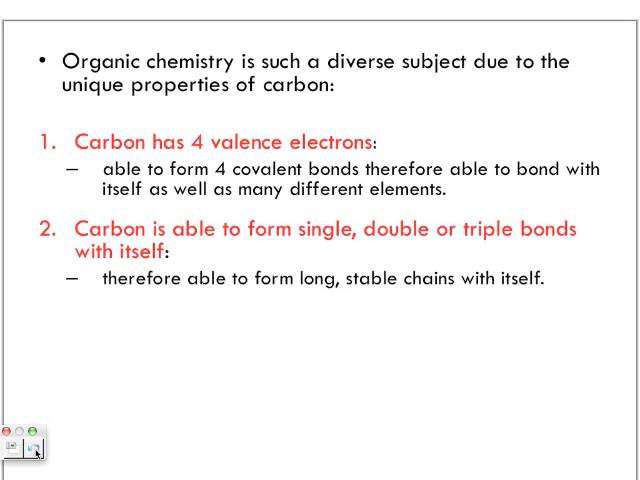 • Organic chemistry is such a diverse subject due to the
unique properties of carbon:
1. Carbon has 4 valence electrons:
– able to form 4 covalent bonds therefore able to bond with
itself as well as many different elements.
2. Carbon is able to form single, double or triple bonds
with itself:
– therefore able to form long, stable chains with itself.